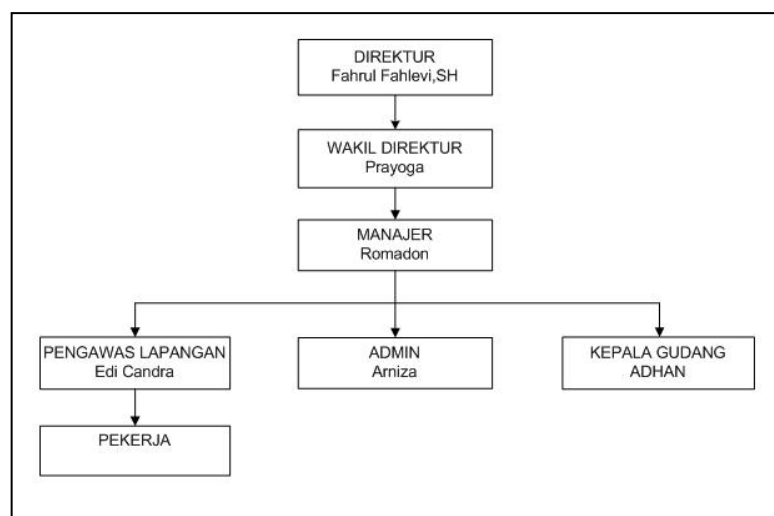 DIREKTUR
Fahrul Fahlevi,SH
WAKIL DIREKTUR
Prayoga
MANAJER
Romadon
PENGAWAS LAPANGAN
Edi Candra
ADMIN
Arniza
KEPALA GUDANG
ADHAN
PEKERJA